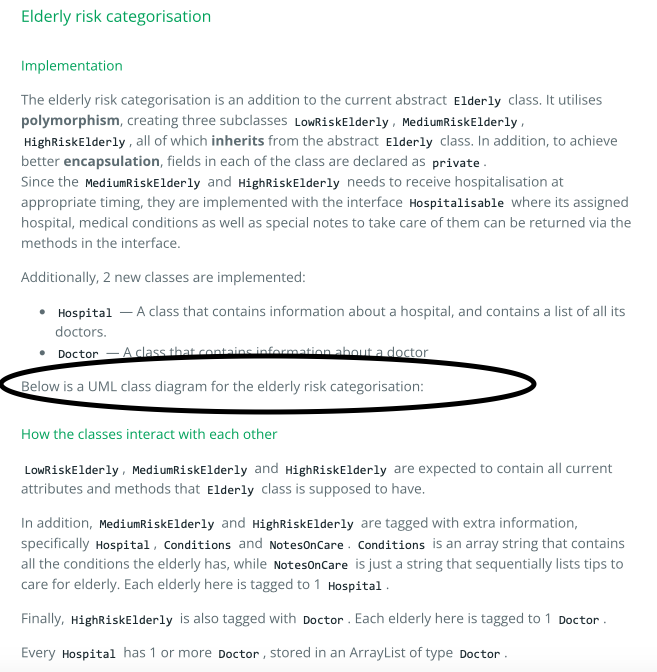 Elderly risk categorisation
Implementation
The elderly risk categorisation is an addition to the current abstract Elderly class. It utilises
polymorphism, creating three subclasses LowRiskElderly , MediumRiskElderly ,
HighRiskElderly , all of which inherits from the abstract Elderly class. In addition, to achieve
better encapsulation, fields in each of the class are declared as private .
Since the MediumRiskElderly and HighRiskElderly needs to receive hospitalisation at
appropriate timing, they are implemented with the interface Hospitalisable where its assigned
hospital, medical conditions as well as special notes to take care of them can be returned via the
methods in the interface.
Additionally, 2 new classes are implemented:
• Hospital — A class that contains information about a hospital, and contains a list of all its
doctors.
• Doctor — A class that contains information about a doctor
Below is a UML class diagram for the elderly risk categorisation:
How the classes interact with each other
LowRiskElderly , MediumRiskElderly and HighRiskElderly are expected to contain all current
attributes and methods that Elderly class is supposed to have.
In addition, MediumRiskElderly and HighRiskElderly are tagged with extra information,
specifically Hospital , Conditions and NotesOnCare . Conditions is an array string that contains
all the conditions the elderly has, while NotesOnCare is just a string that sequentially lists tips to
care for elderly. Each elderly here is tagged to 1 Hospital .
Finally, HighRiskElderly is also tagged with Doctor . Each elderly here is tagged to 1 Doctor .
Every Hospital has 1 or more Doctor , stored in an ArrayList of type Doctor .